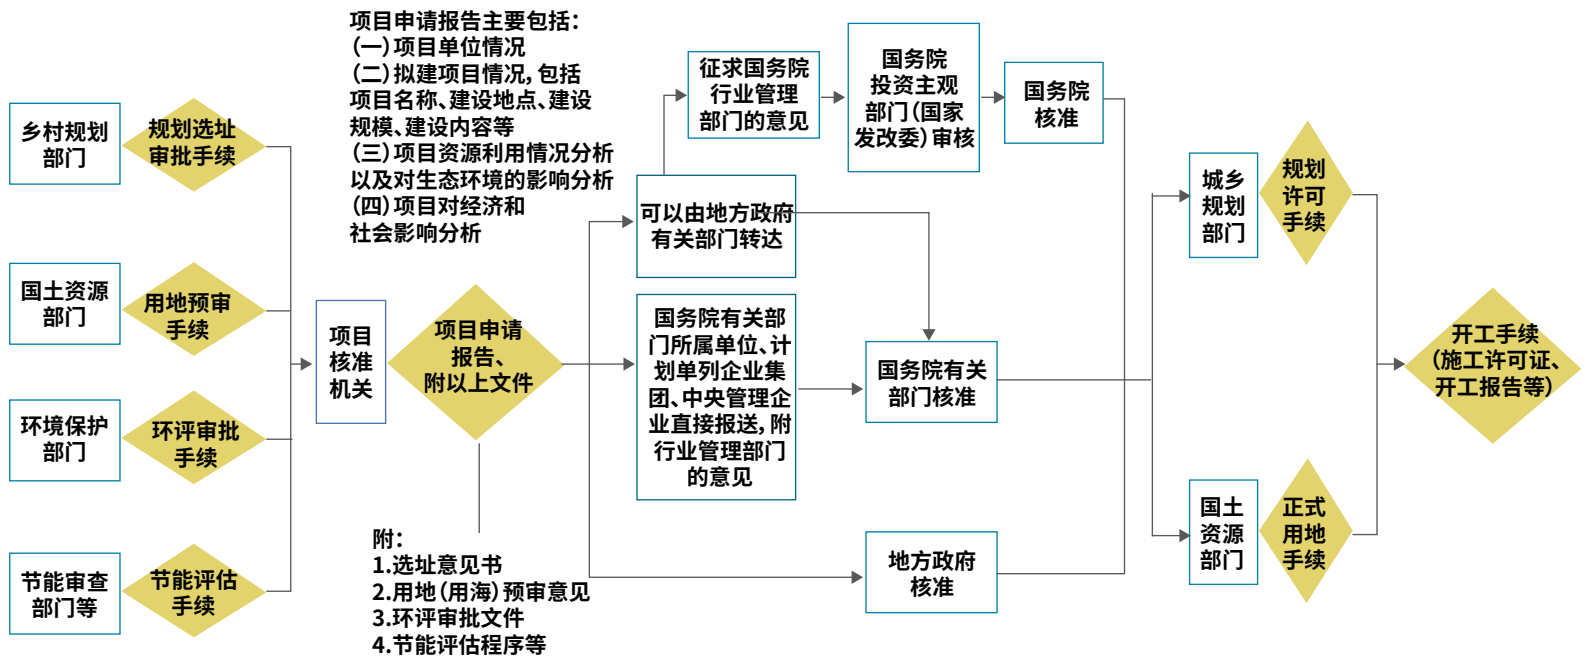 项目申请报告主要包括：
（一）项目单位情况
（二）拟建项目情况，包括
项目名称、建设地点、建设
规模、建设内容等
（三）项目资源利用情况分析
以及对生态环境的影响分析
（四）项目对经济和
社会影响分析
乡村规划
部门
规划选址
审批手续
国土资源
部门
用地预审
手续
环境保护
部门
环评审批
手续
节能审查
部门等
节能评估
手续
项目
核准
机关
项目申请
报告、
附以上文件
附：
1.选址意见书
2.用地（用海）预审意见
3.环评审批文件
4.节能评估程序等
征求国务院
行业管理
部门的意见
国务院
投资主观
部门（国家
发改委）审核
国务院
核准
可以由地方政府
有关部门转达
国务院有关部
门所属单位、计
划单列企业集
团、中央管理企
业直接报送，附
行业管理部门
的意见
国务院有关
部门核准
地方政府
核准
城乡
规划
部门
规划
许可
手续
国土
资源
部门
正式
用地
手续
开工手续
（施工许可证、
开工报告等）